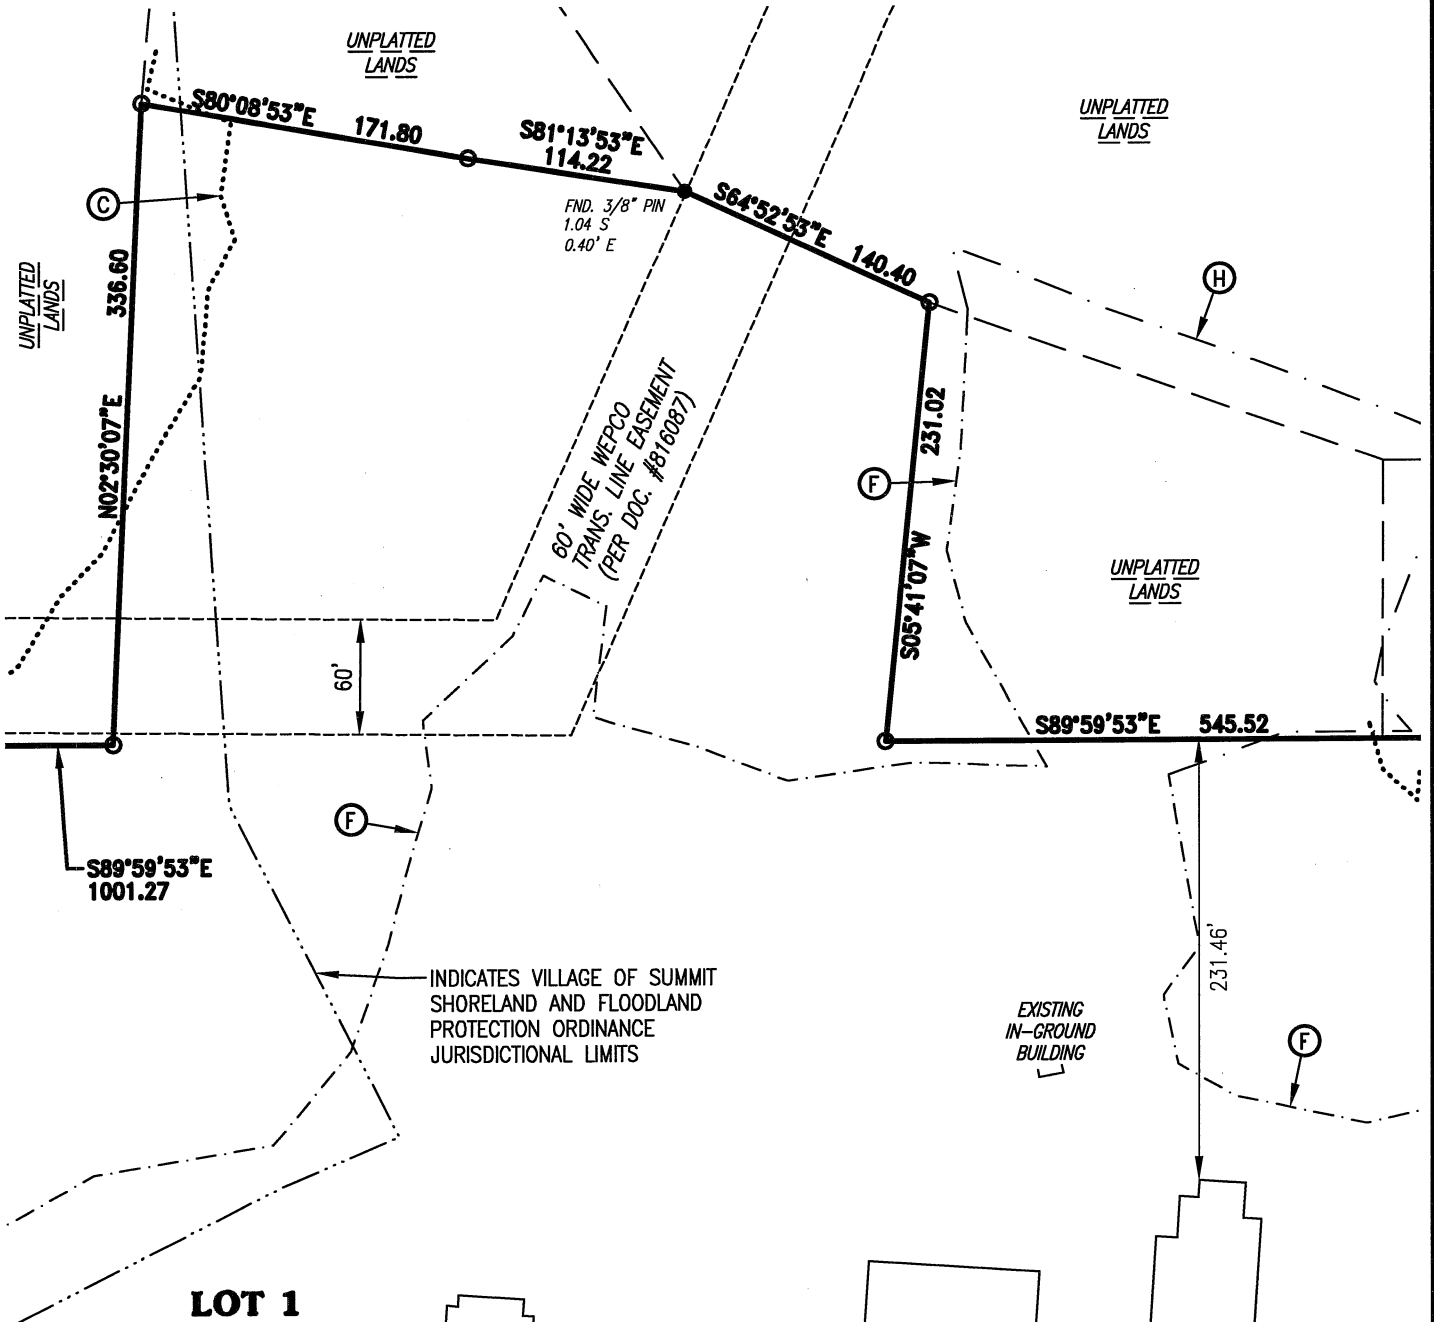 UNPLATTED
LANDS
UNPLATTED
LANDS
S80°08'53"E
171.80
S81°13'53"E
114.22
FND. 3/8" PIN
1.04 S
0.40' E
S64°52'53"E
140.40
C
H
UNPLATTED
LANDS
336.60
N02°30'07"E
60' WIDE WEPCO
TRANS. LINE EASEMENT
(PER DOC. #816087)
231.02
F
S05°41'07"W
UNPLATTED
LANDS
60'
S89°59'53"E
545.52
F
S89°59'53"E
1001.27
231.46'
INDICATES VILLAGE OF SUMMIT
SHORELAND AND FLOODLAND
PROTECTION ORDINANCE
JURISDICTIONAL LIMITS
EXISTING
IN-GROUND
BUILDING
F
LOT 1